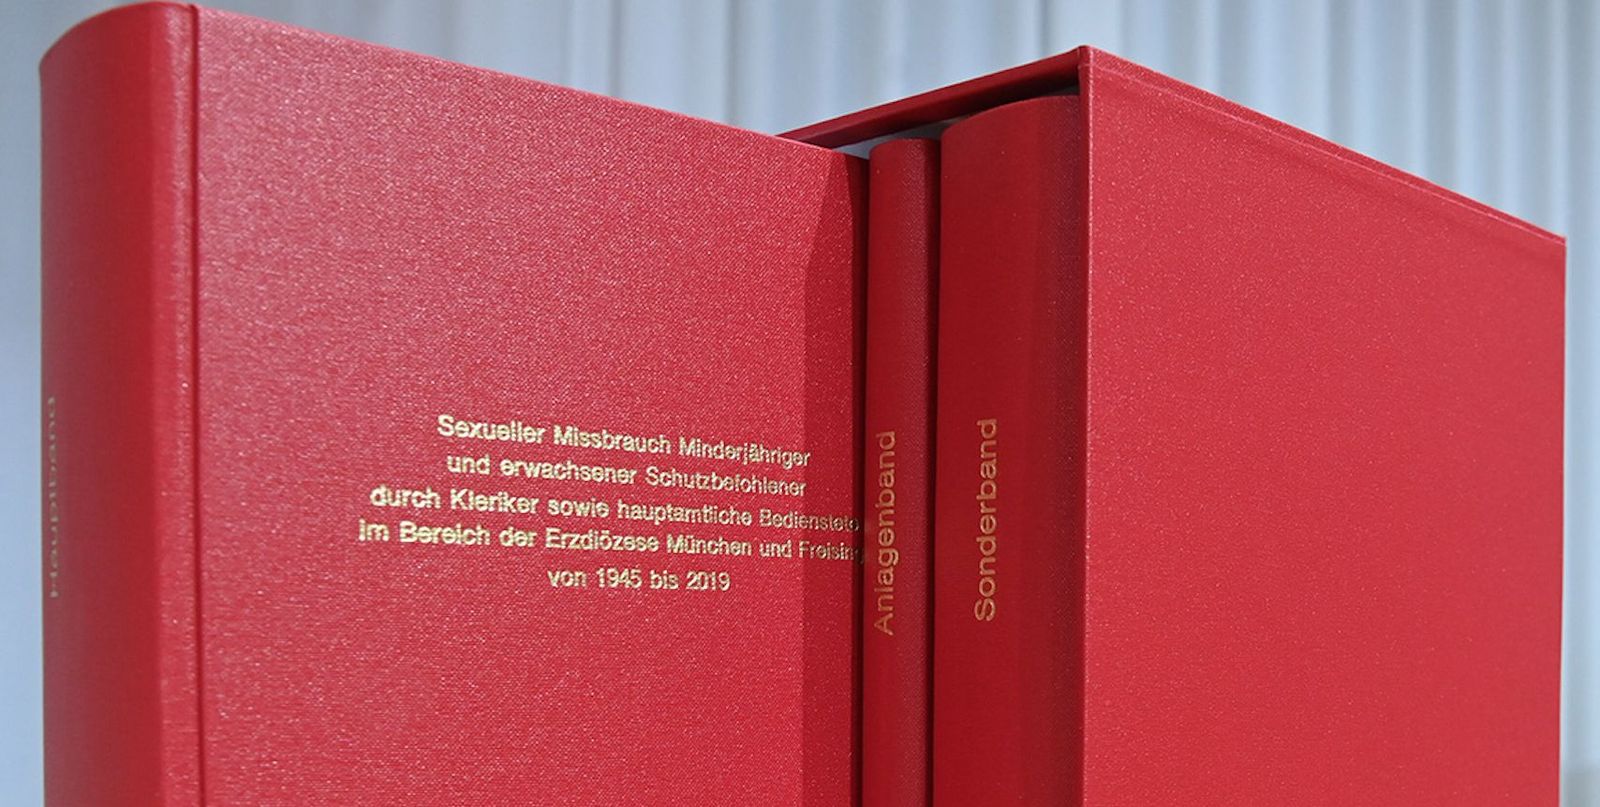 Hauptband
Sexueller Missbrauch Minderjähriger
und erwachsener Schutzbefohlener
durch Kleriker sowie hauptamtliche
im Bereich der Erzdiözese München und Freising
von 1945 bis 2019
Anlagenband
Sonderband